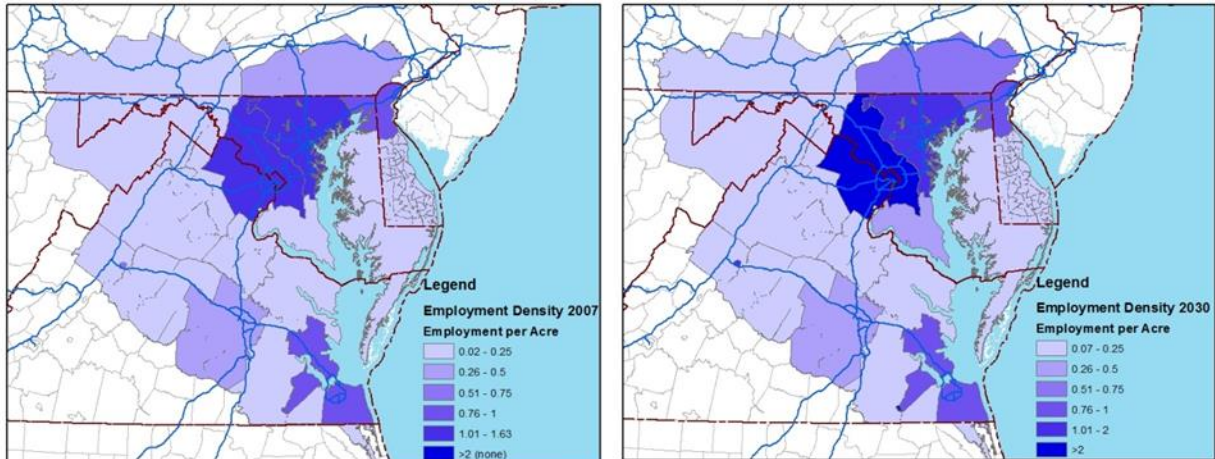 Legend
Employment Density 2007
Employment per Acre
0.02 - 0.25
0.26 - 0.5
0.51 - 0.75
0.76 - 1
1.01 - 1.63
>2 (none)
Legend
Employment Density 2030
Employment per Acre
0.07 - 0.25
0.26 - 0.5
0.51 - 0.75
0.76 - 1
1.01 - 2
>2